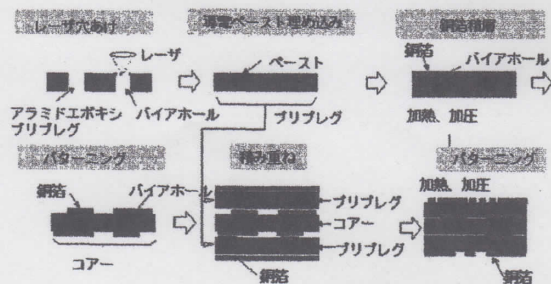 レーザ穴あけ
導電ペースト埋め込み
銅箔積層
レーザ
ペースト
銅箔
バイアホール
アラミドエポキシ
プリプレグ
バイアホール
プリプレグ
加熱、加圧
パターニング
積み重ね
パターニング
銅箔
バイアホール
コアー
プリプレグ
コアー
プリプレグ
銅箔
加熱、加圧
銅箔